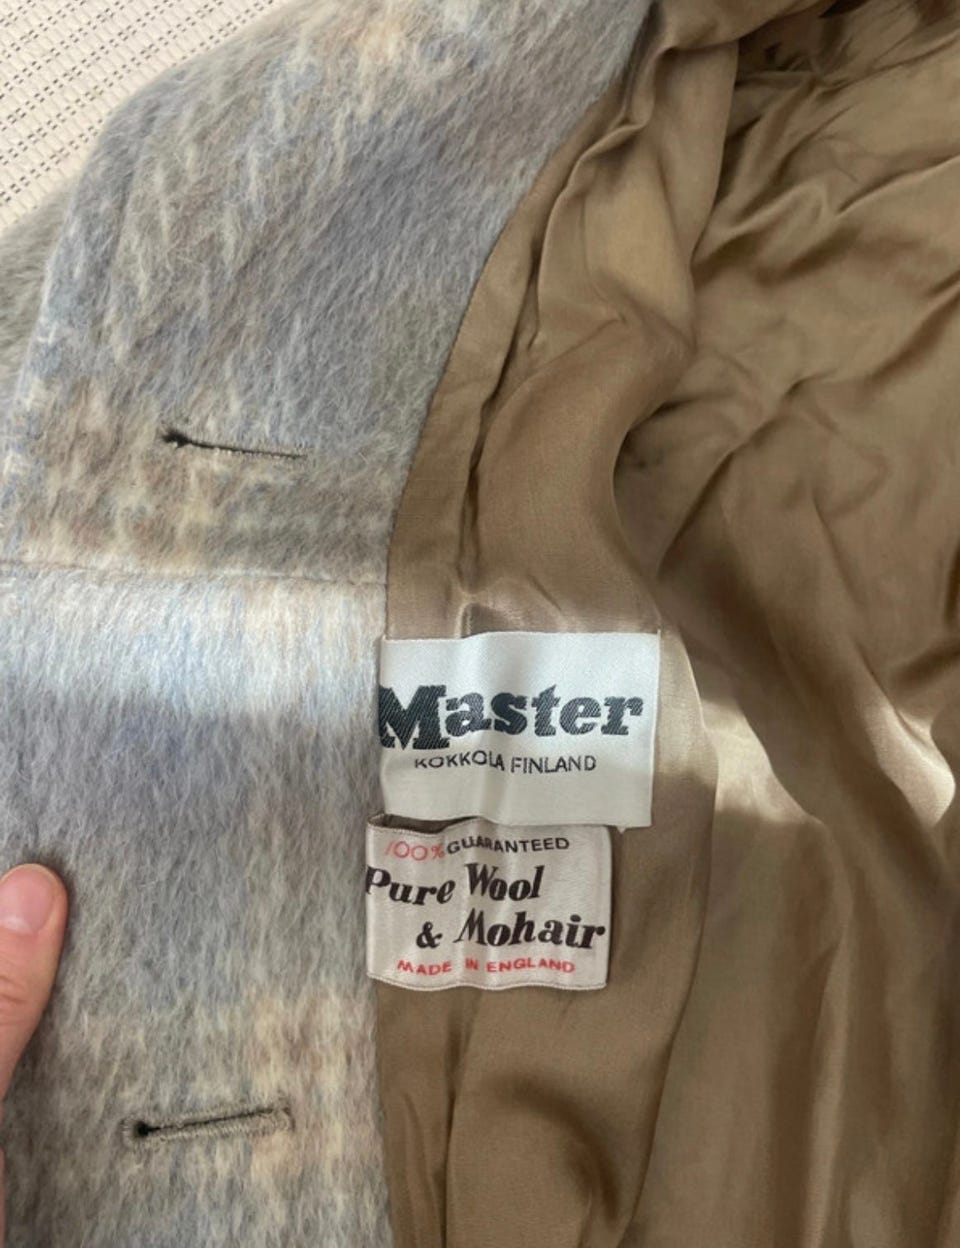 Master
KOKKOLA FINLAND
100% GUARANTEED
Pure Wool
& Mohair
MADE IN ENGLAND